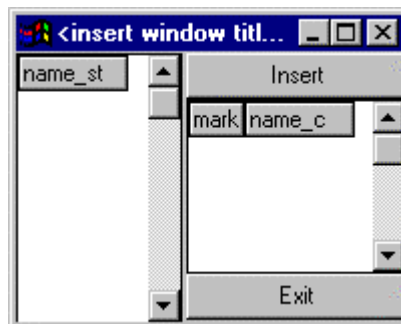 <insert window titl...
name_st
Insert
mark name_c
Exit